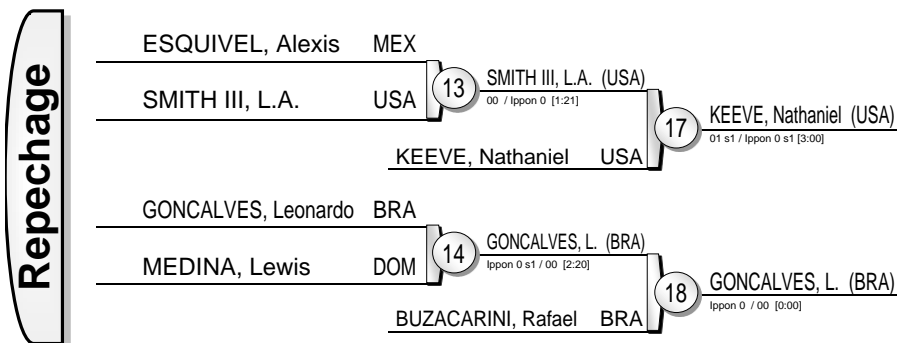 Repechage
ESQUIVEL, Alexis MEX
SMITH III, L.A. USA
13
SMITH III, L.A. (USA)
00 / Ippon 0 [1:21]
KEEVE, Nathaniel USA
17
KEEVE, Nathaniel (USA)
01 s1 / Ippon 0 s1 [3:00]
GONCALVES, Leonardo BRA
MEDINA, Lewis DOM
14
GONCALVES, L. (BRA)
Ippon 0 s1 / 00 [2:20]
BUZACARINI, Rafael BRA
18
GONCALVES, L. (BRA)
Ippon 0 / 00 [0:00]